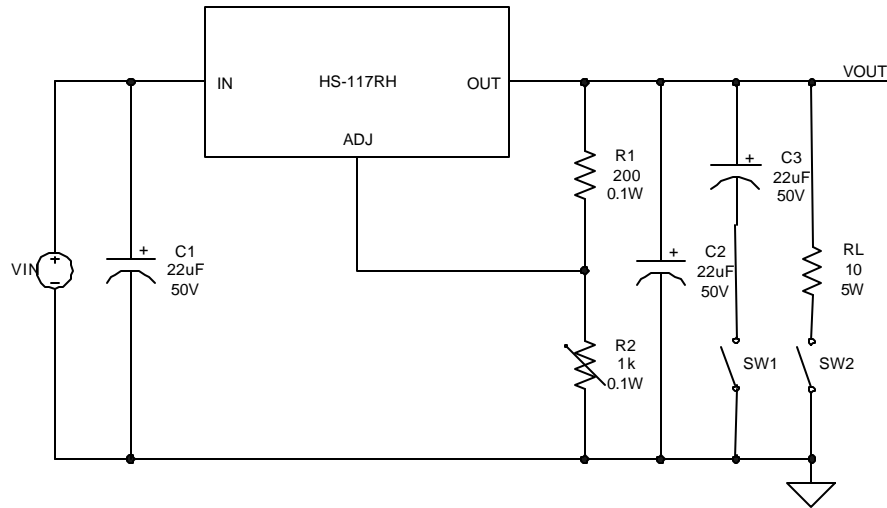 IN
HS-117RH
OUT
VOUT
ADJ
R1
200
0.1W
+
C3
22uF
50V
VIN
+
C1
22uF
50V
+
C2
22uF
50V
RL
10
5W
R2
1k
0.1W
SW1
SW2